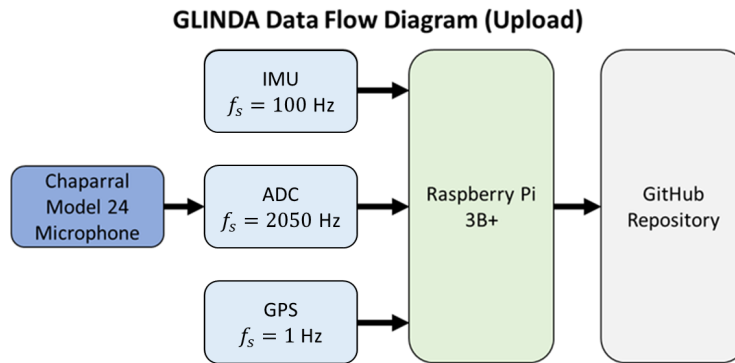 GLINDA Data Flow Diagram (Upload)
IMU
fₛ = 100 Hz
Chaparral
Model 24
Microphone
ADC
fₛ = 2050 Hz
GPS
fₛ = 1 Hz
Raspberry Pi
3B+
GitHub
Repository